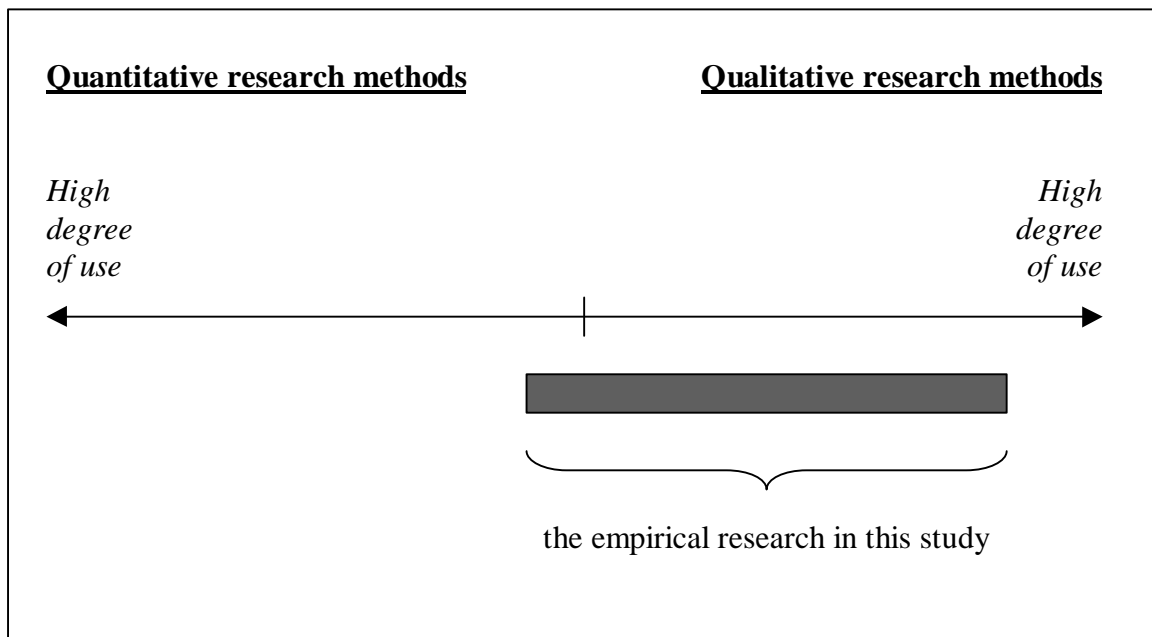 Quantitative research methods
Qualitative research methods
High
degree
of use
High
degree
of use
the empirical research in this study